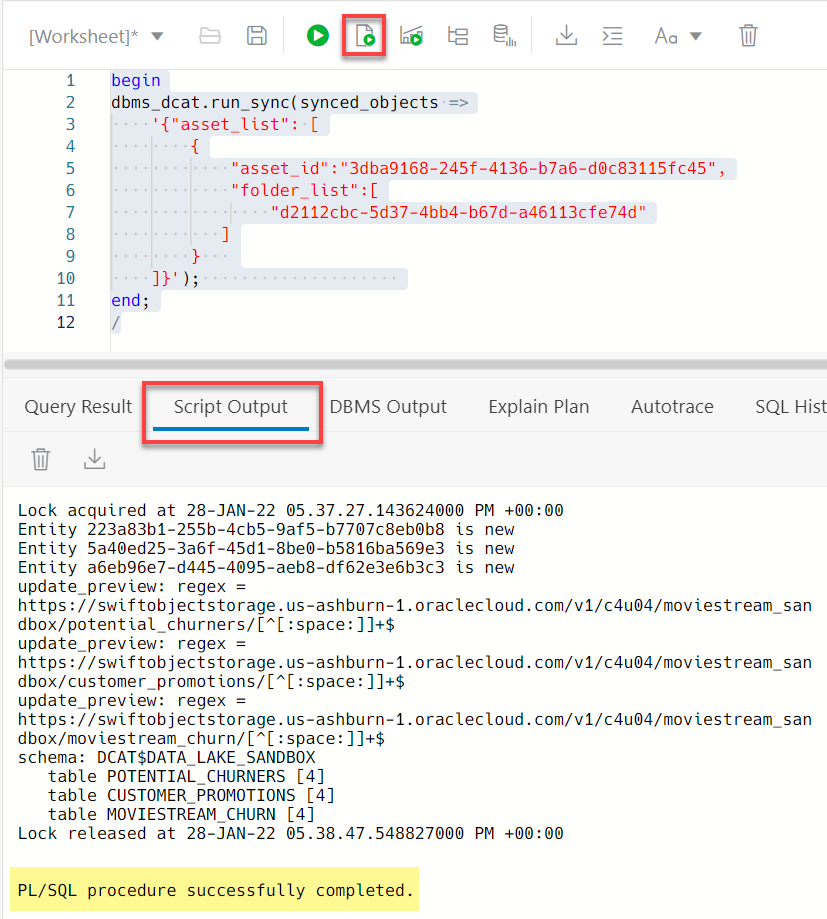 [Worksheet]*
Aa
1 begin
2 dbms_dcat.run_sync(synced_objects =>
3 '{"asset_list": [
4 {
5 "asset_id":"3dba9168-245f-4136-b7a6-d0c83115fc45",
6 "folder_list":[
7 "d2112cbc-5d37-4bb4-b67d-a46113cfe74d"
8 ]
9 }
10 ]}');
11 end;
12 /
Query Result Script Output DBMS Output Explain Plan Autotrace SQL Hist
Lock acquired at 28-JAN-22 05.37.27.143624000 PM +00:00
Entity 223a83b1-255b-4cb5-9af5-b7707c8eb0b8 is new
Entity 5a40ed25-3a6f-45d1-8be0-b5816ba569e3 is new
Entity a6eb96e7-d445-4095-aeb8-df62e3e6b3c3 is new
update_preview: regex =
https://swiftobjectstorage.us-ashburn-1.oraclecloud.com/v1/c4u04/moviestream_san
dbox/potential_churners/[^[:space:]]+$
update_preview: regex =
https://swiftobjectstorage.us-ashburn-1.oraclecloud.com/v1/c4u04/moviestream_san
dbox/customer_promotions/[^[:space:]]+$
update_preview: regex =
https://swiftobjectstorage.us-ashburn-1.oraclecloud.com/v1/c4u04/moviestream_san
dbox/moviestream_churn/[^[:space:]]+$
schema: DCAT$DATA_LAKE_SANDBOX
table POTENTIAL_CHURNERS [4]
table CUSTOMER_PROMOTIONS [4]
table MOVIESTREAM_CHURN [4]
Lock released at 28-JAN-22 05.38.47.548827000 PM +00:00
PL/SQL procedure successfully completed.